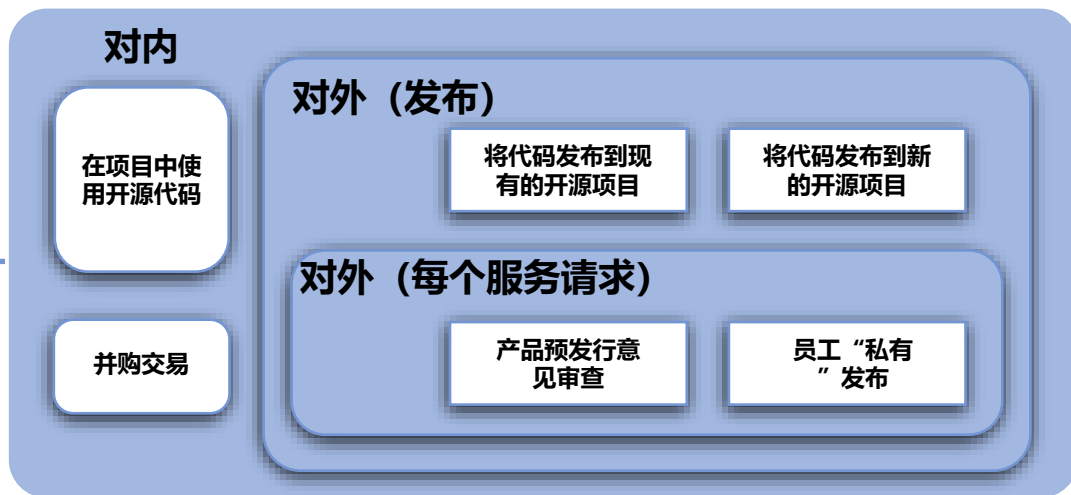 对内
在项目中使
用开源代码
并购交易
对外（发布）
将代码发布到现
有的开源项目
将代码发布到新
的开源项目
对外（每个服务请求）
产品预发行意
见审查
员工“私有
”发布